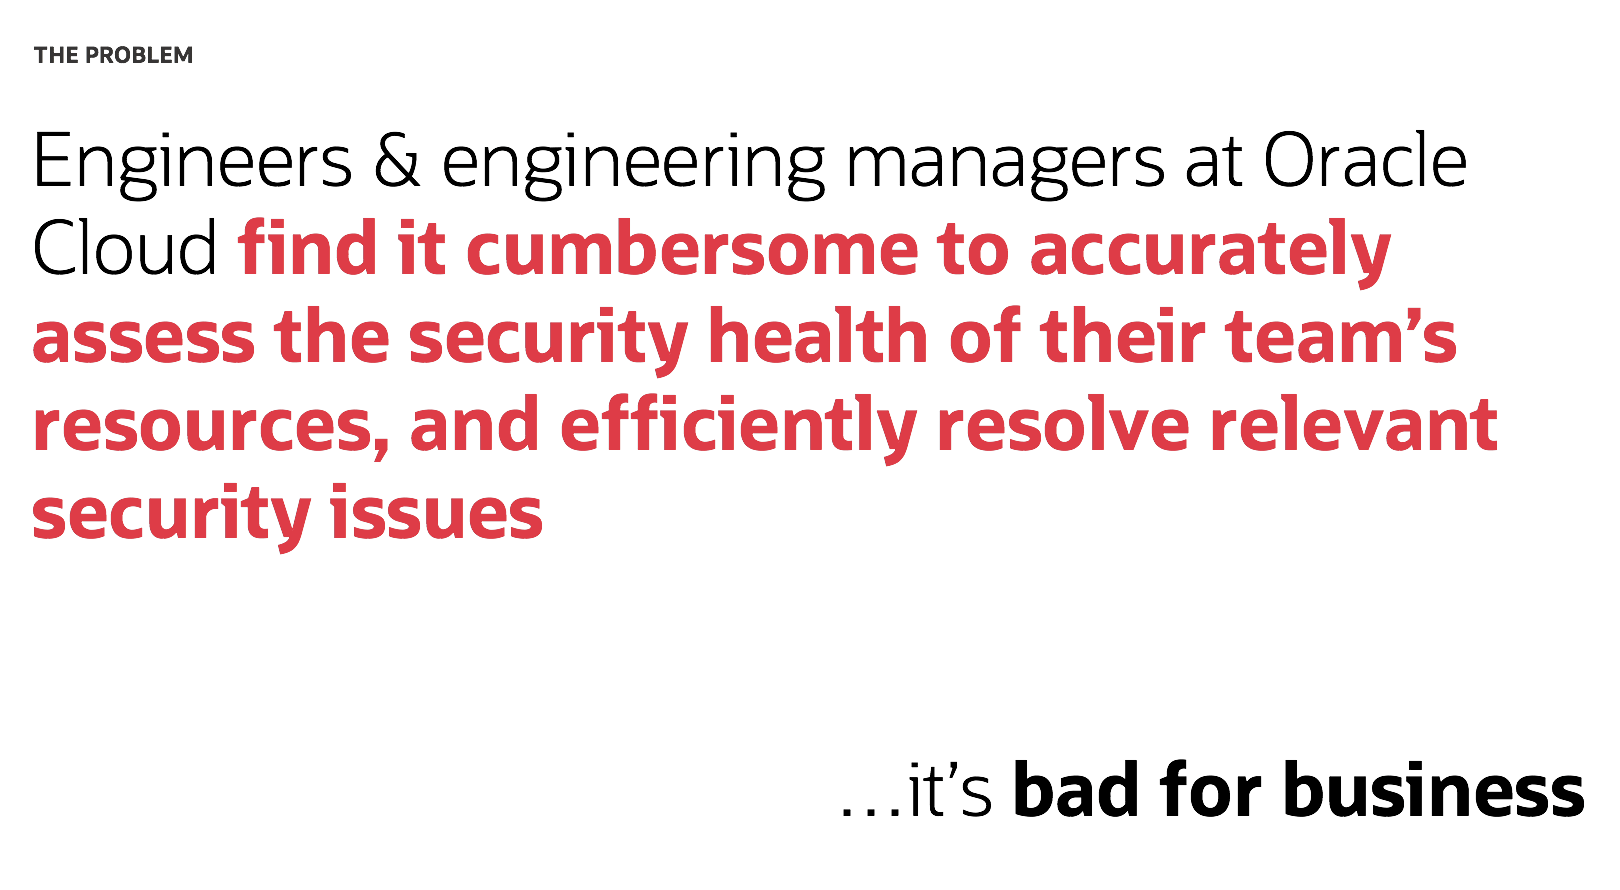 THE PROBLEM
Engineers & engineering managers at Oracle
Cloud find it cumbersome to accurately
assess the security health of their team’s
resources, and efficiently resolve relevant
security issues
…it’s bad for business